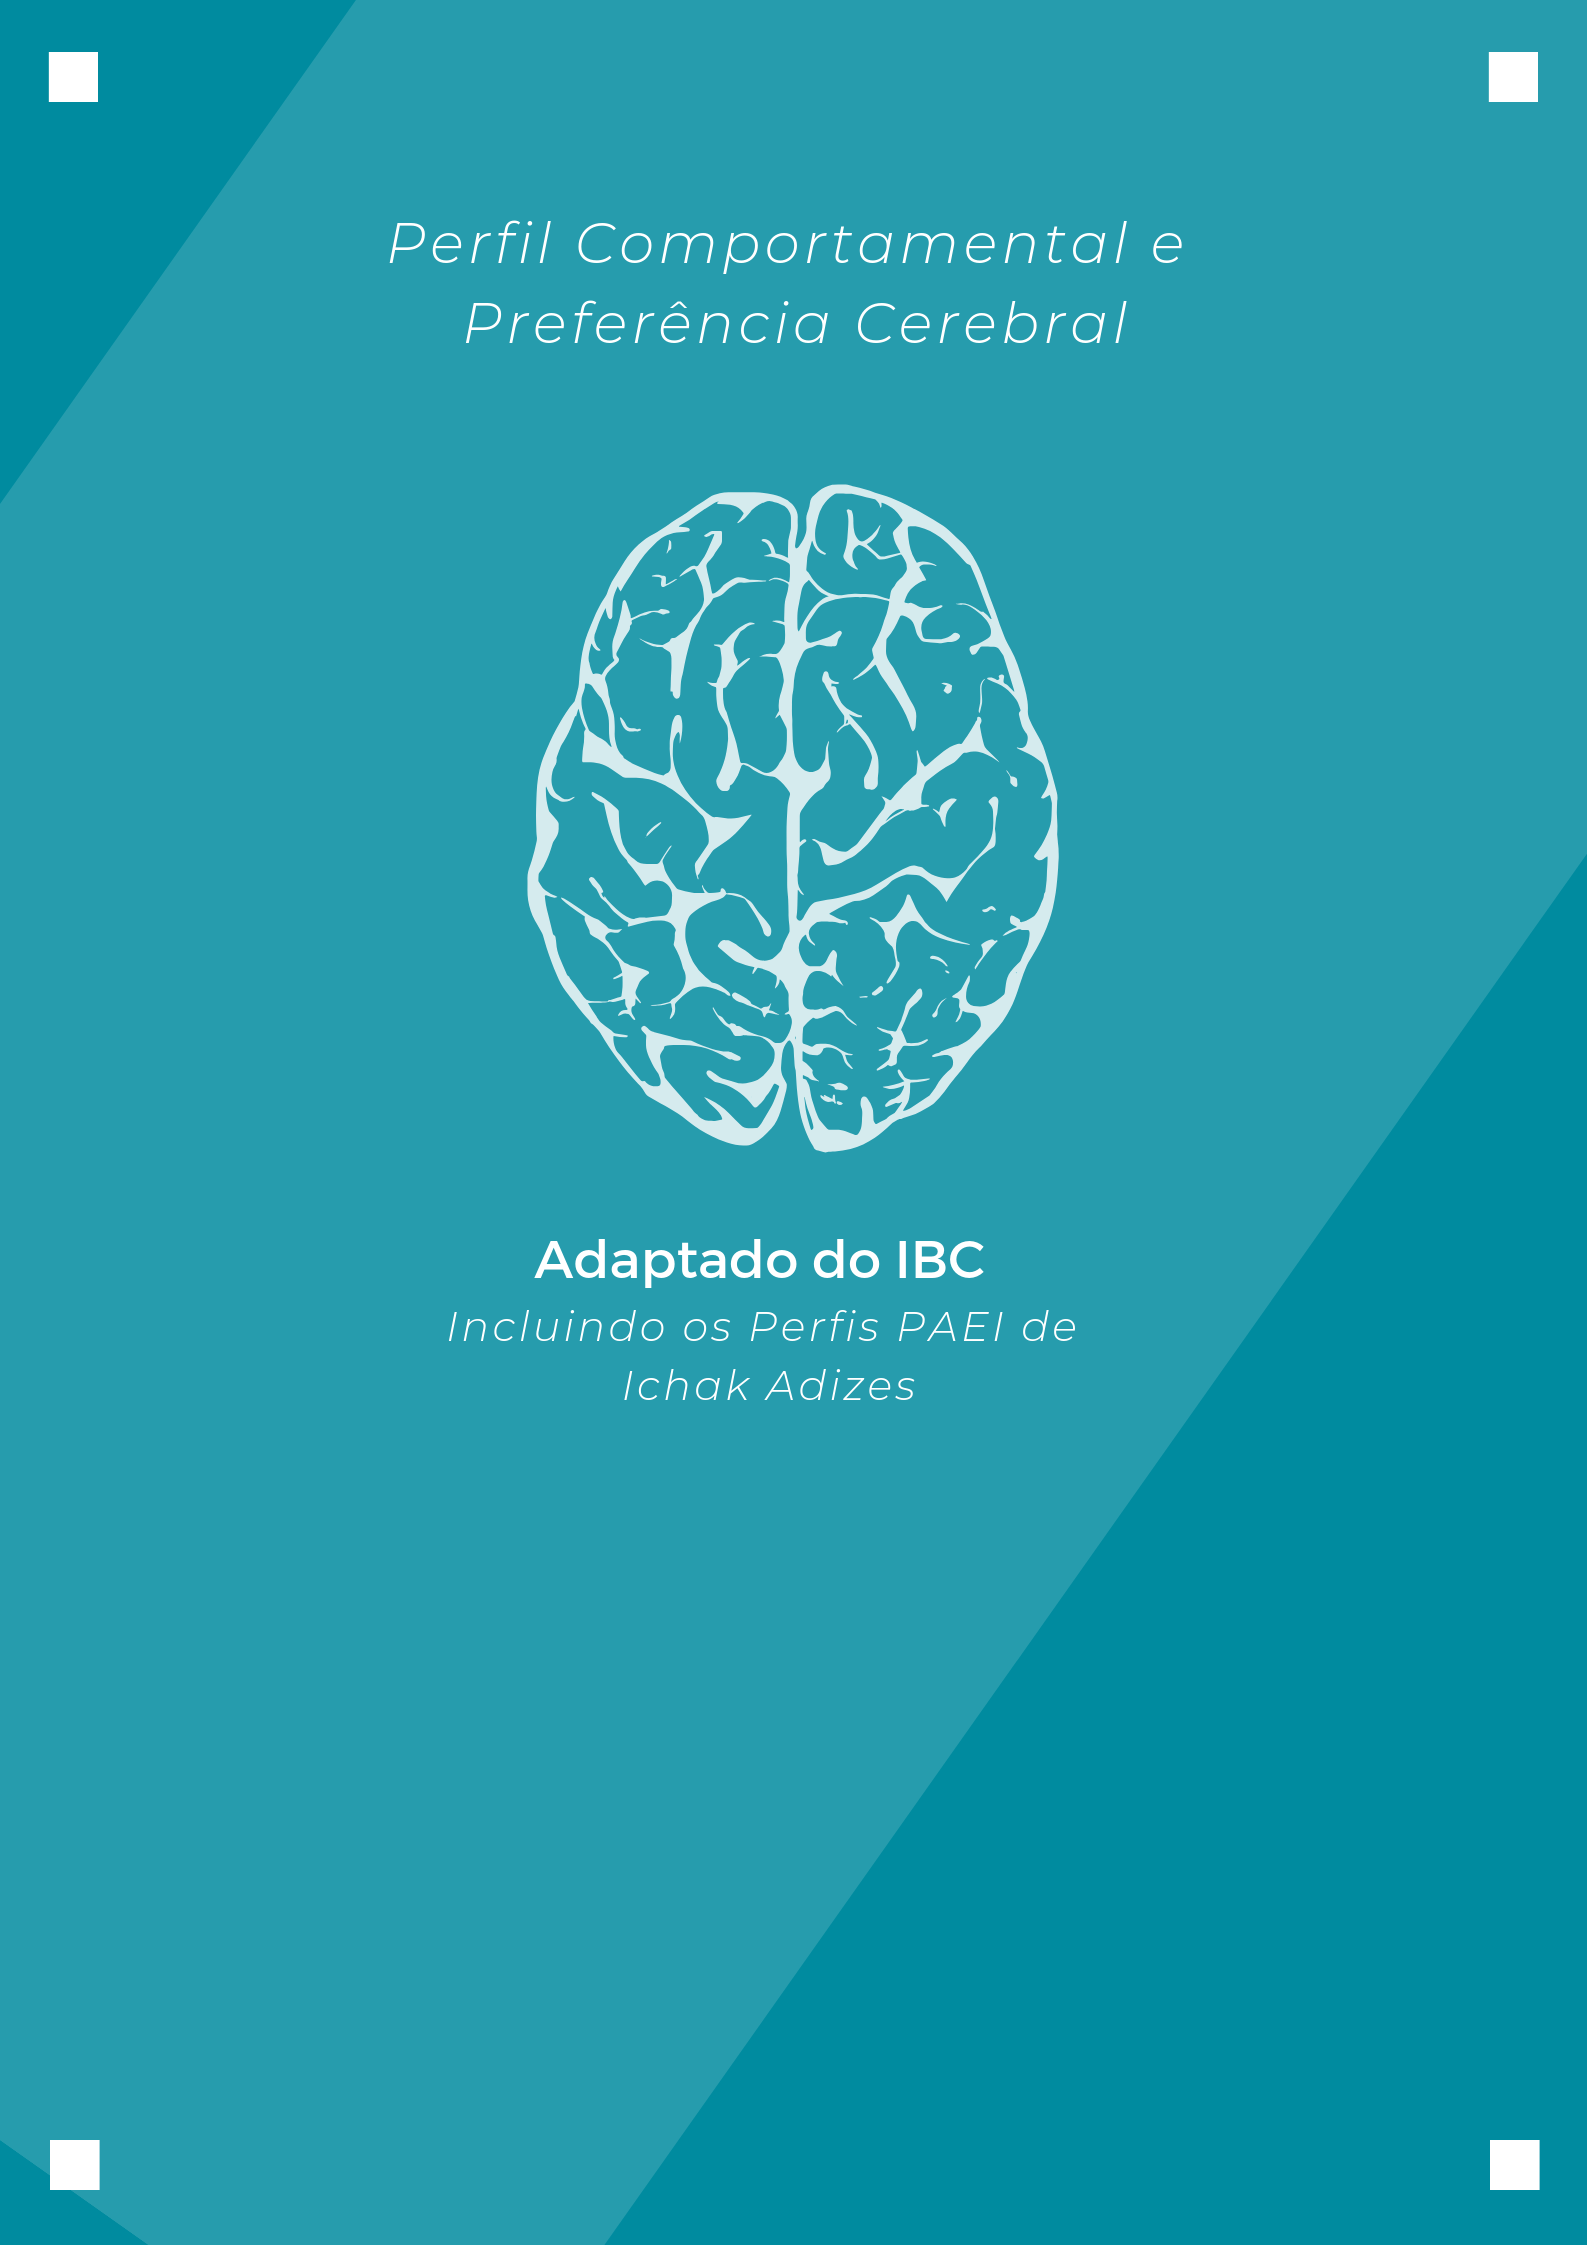 Perfil Comportamental e
Preferência Cerebral
Adaptado do IBC
Incluindo os Perfis PAEI de
Ichak Adizes